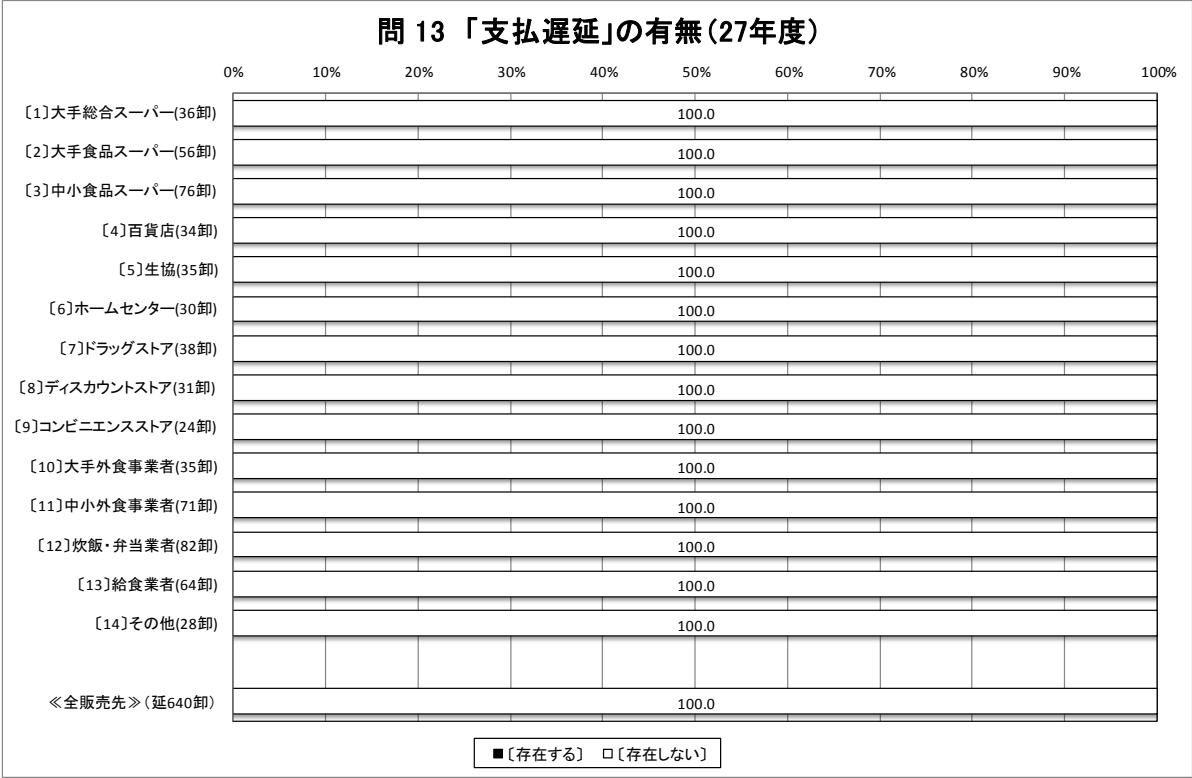 問 13 「支払遅延」の有無(27年度)
0% 10% 20% 30% 40% 50% 60% 70% 80% 90% 100%
〔1〕大手総合スーパー(36卸) 100.0
〔2〕大手食品スーパー(56卸) 100.0
〔3〕中小食品スーパー(76卸) 100.0
〔4〕百貨店(34卸) 100.0
〔5〕生協(35卸) 100.0
〔6〕ホームセンター(30卸) 100.0
〔7〕ドラッグストア(38卸) 100.0
〔8〕ディスカウントストア(31卸) 100.0
〔9〕コンビニエンスストア(24卸) 100.0
〔10〕大手外食事業者(35卸) 100.0
〔11〕中小外食事業者(71卸) 100.0
〔12〕炊飯・弁当業者(82卸) 100.0
〔13〕給食業者(64卸) 100.0
〔14〕その他(28卸) 100.0
≪全販売先≫(延640卸) 100.0
■〔存在する〕 □〔存在しない〕